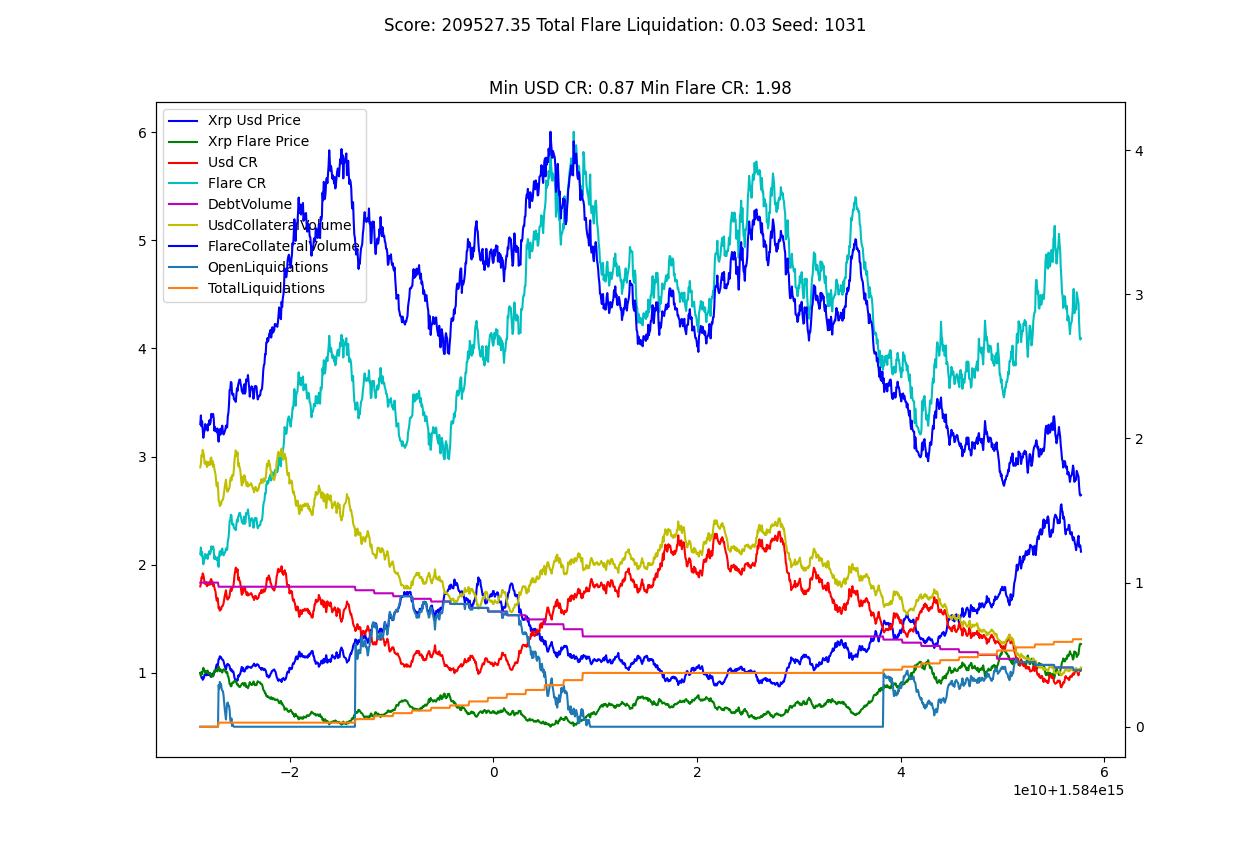 Score: 209527.35 Total Flare Liquidation: 0.03 Seed: 1031
Min USD CR: 0.87 Min Flare CR: 1.98
Xrp Usd Price
Xrp Flare Price
Usd CR
Flare CR
DebtVolume
UsdCollateralVolume
FlareCollateralVolume
OpenLiquidations
TotalLiquidations
6
5
4
3
2
1
4
3
2
1
0
−2
0
2
4
6
1e10+1.584e15